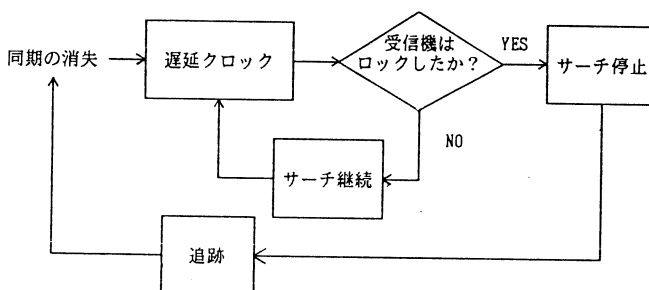 同期の消失
遅延クロック
受信機は
ロックしたか？
YES
サーチ停止
NO
サーチ継続
追跡